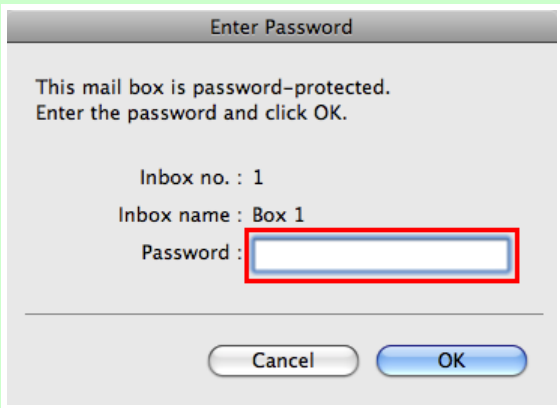 Enter Password
This mail box is password-protected.
Enter the password and click OK.
Inbox no. : 1
Inbox name : Box 1
Password :
Cancel OK